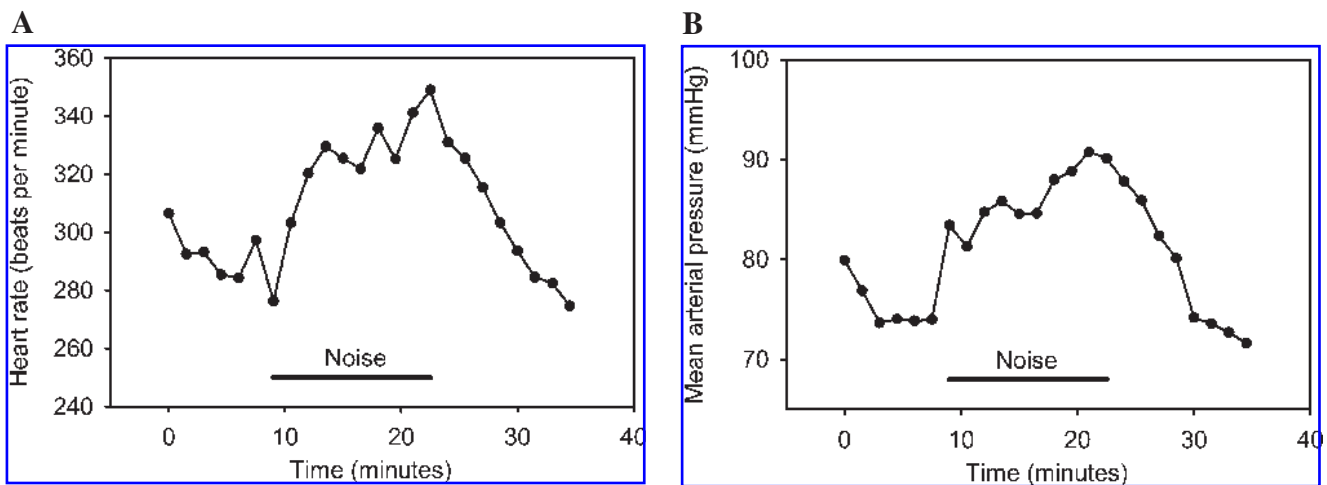 A
Heart rate (beats per minute)
360
340
320
300
280
260
240
Noise
0 10 20 30 40
Time (minutes)
B
Mean arterial pressure (mmHg)
100
90
80
70
Noise
0 10 20 30 40
Time (minutes)